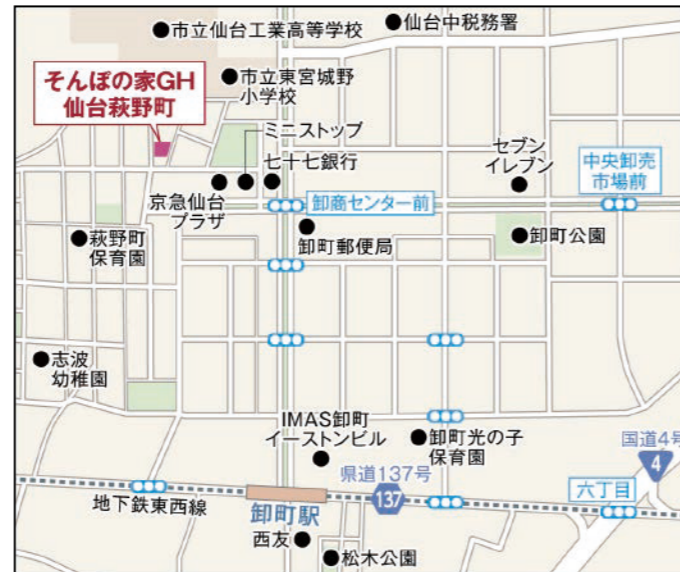 市立仙台工業高等学校
仙台中税務署
そんぽの家GH
仙台萩野町
市立東宮城野
小学校
ミニストップ
七十七銀行
セブン
イレブン
中央卸売
市場前
京急仙台
プラザ
卸商センター前
萩野町
保育園
卸町郵便局
卸町公園
志波
幼稚園
IMAS卸町
イーストンビル
卸町光の子
保育園
国道4号
4
県道137号
137
六丁目
地下鉄東西線
卸町駅
西友
松木公園